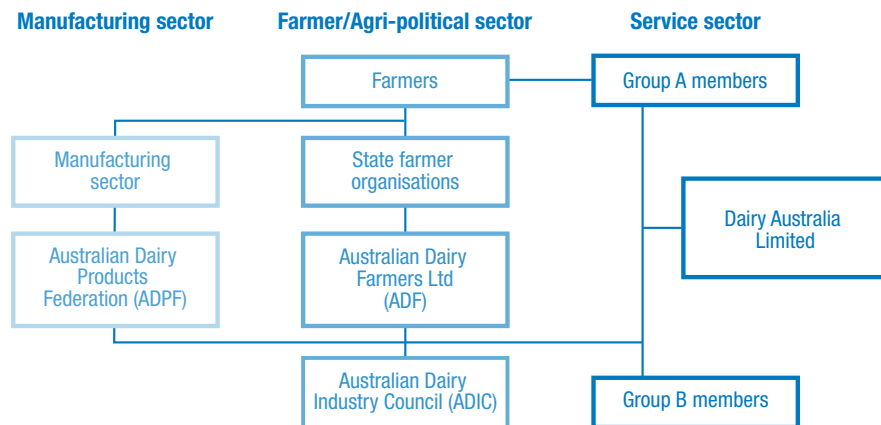 Manufacturing sector
Farmer/Agri-political sector
Service sector
Farmers
Group A members
Manufacturing
sector
State farmer
organisations
Dairy Australia
Limited
Australian Dairy
Products
Federation (ADPF)
Australian Dairy
Farmers Ltd
(ADF)
Australian Dairy
Industry Council (ADIC)
Group B members